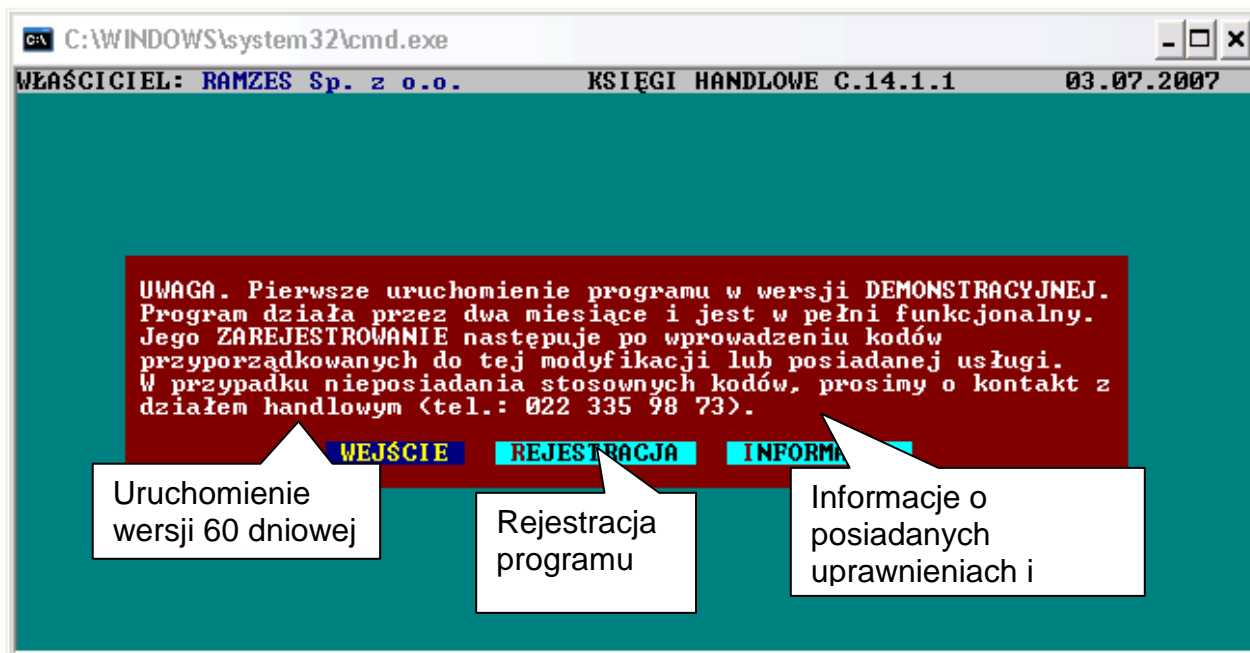 C:\WINDOWS\system32\cmd.exe
WŁAŚCICIEL: RAMZES Sp. z o.o. KSIĘGI HANDLOWE C.14.1.1 03.07.2007
UWAGA. Pierwsze uruchomienie programu w wersji DEMONSTRACYJNEJ.
Program działa przez dwa miesiące i jest w pełni funkcjonalny.
Jego ZAREJESTROWANIE następuje po wprowadzeniu kodów
przyporządkowanych do tej modyfikacji lub posiadanej usługi.
W przypadku nieposiadania stosownych kodów, prosimy o kontakt z
działem handlowym (tel.: 022 335 98 73).
WEJŚCIE REJESTRACJA
Uruchomienie
wersji 60 dniowej
Rejestracja
programu
Informacje o
posiadanych
uprawnieniach i